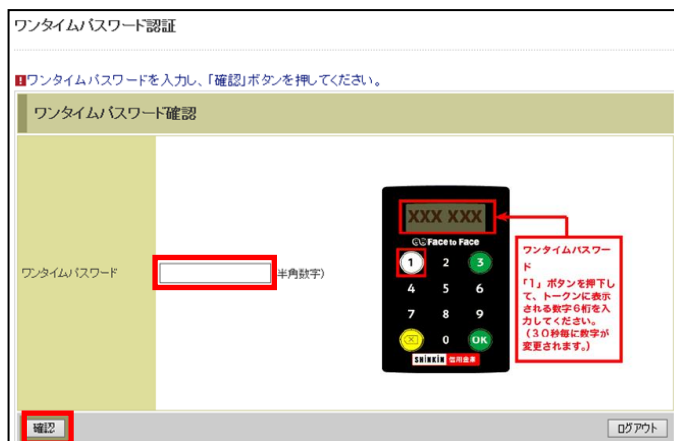 ワンタイムパスワード認証
!ワンタイムパスワードを入力し、「確認」ボタンを押してください。
ワンタイムパスワード確認
ワンタイムパスワード
半角数字)
XXX XXX
Face to Face
1 2 3
4 5 6
7 8 9
0 OK
SHINKIN 信用金庫
ワンタイムパスワー
ド
「1」ボタンを押下し
て、トークンに表示
される数字6桁を入
力してください。
(30秒毎に数字が
変更されます。)
確認
ログアウト